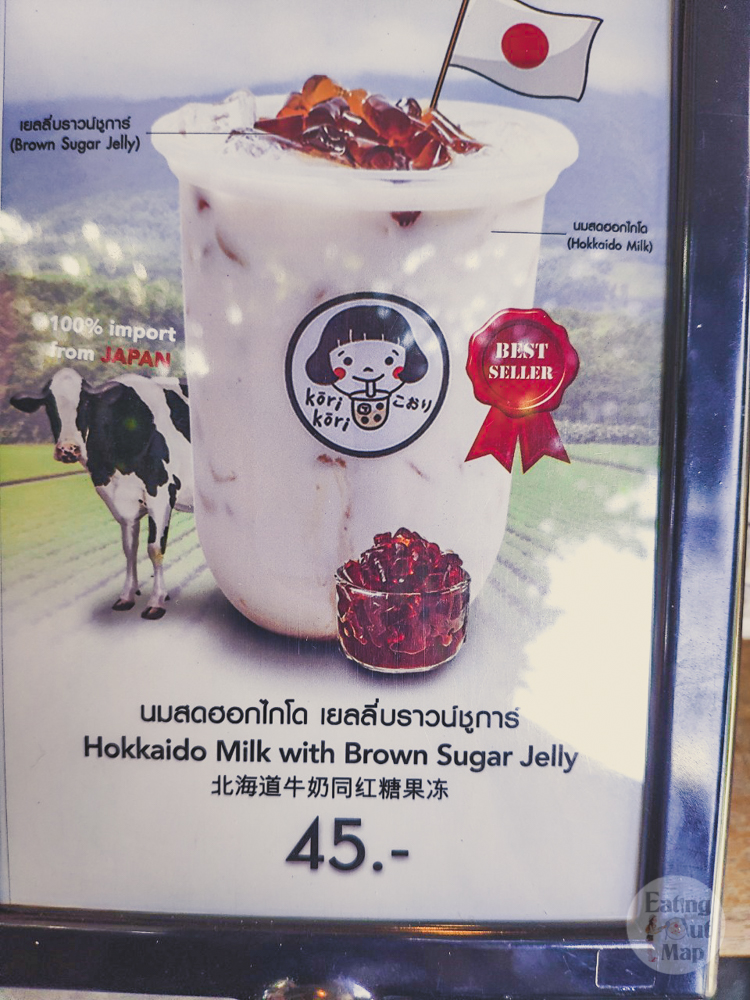 เยลลี่บราวน์ชูการ์
(Brown Sugar Jelly)
นมสดฮอกไกโด
(Hokkaido Milk)
100% import
from JAPAN
kōri
kōri
こおり
BEST
SELLER
นมสดฮอกไกโด เยลลี่บราวน์ชูการ์
Hokkaido Milk with Brown Sugar Jelly
北海道牛奶同红糖果冻
45.-
Eating
Out
Map